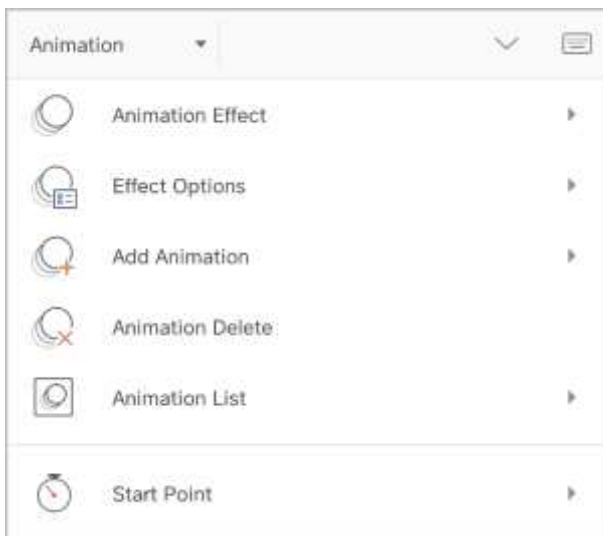 Animation
Animation Effect
Effect Options
Add Animation
Animation Delete
Animation List
Start Point